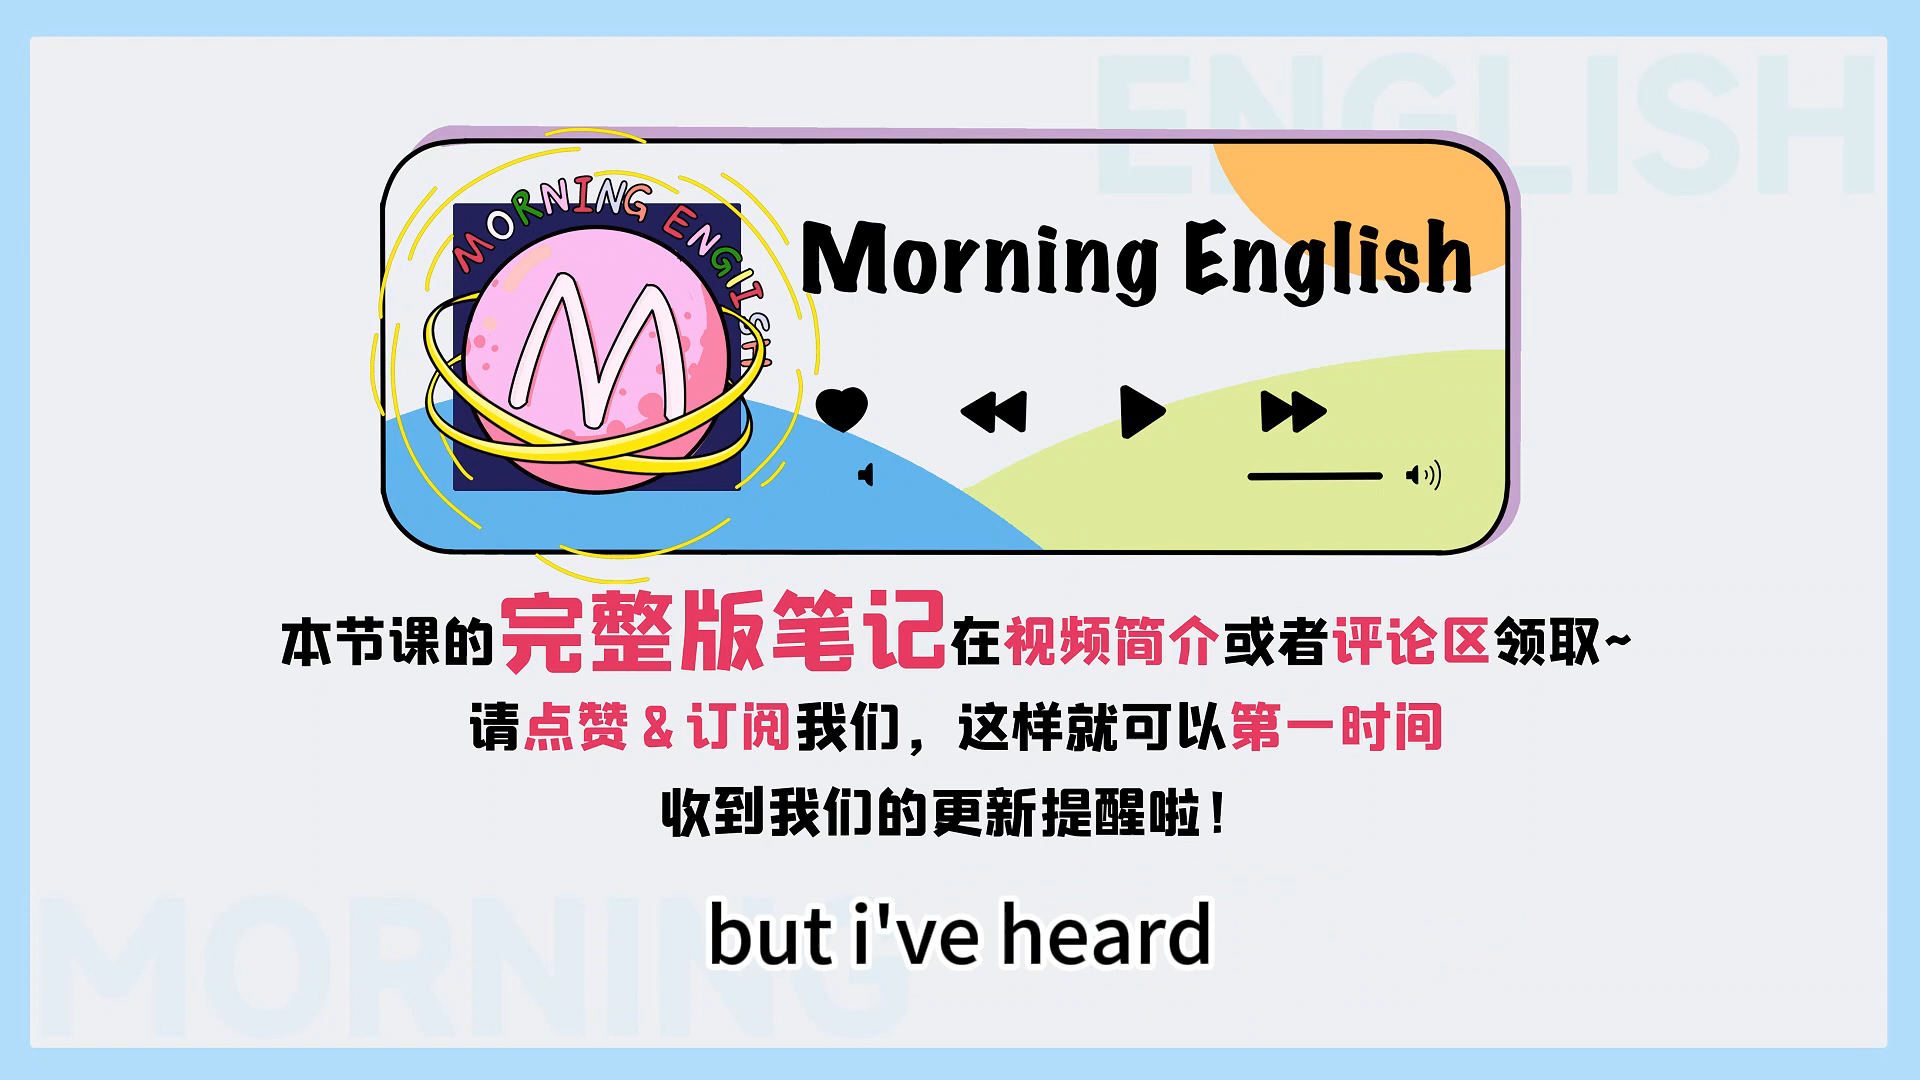 ENGLISH
MORNING ENGIISH
M
Morning English
本节课的完整版笔记在视频简介或者评论区领取~
请点赞&订阅我们，这样就可以第一时间
收到我们的更新提醒啦！
MORNING
but i've heard